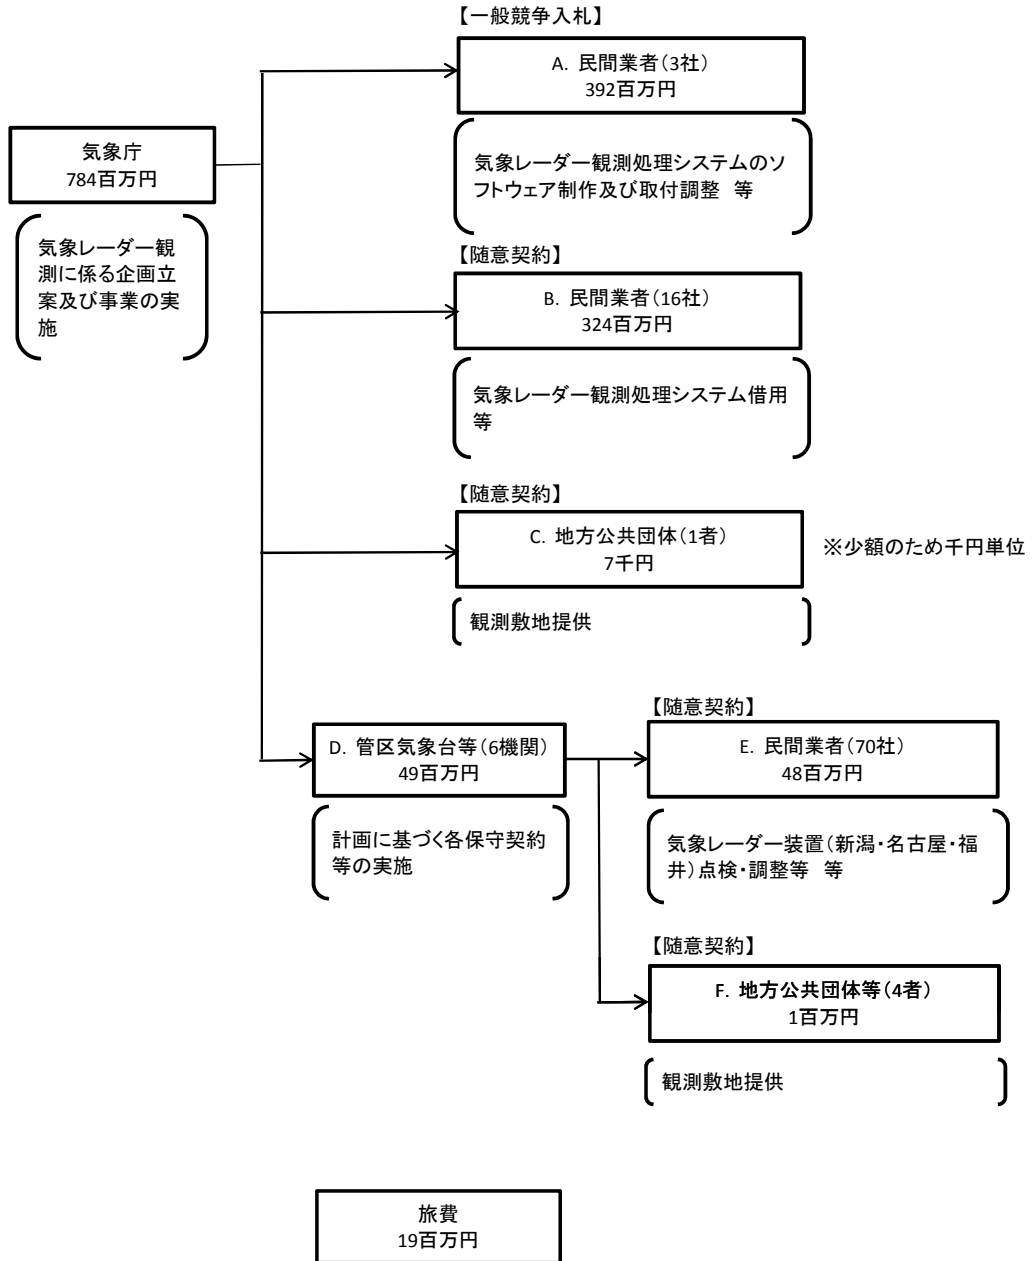 【一般競争入札】
A. 民間業者（3社）
392百万円
気象庁
784百万円
気象レーダー観測処理システムのソ
フトウェア制作及び取付調整 等
気象レーダー観
測に係る企画立
案及び事業の実
施
【随意契約】
B. 民間業者（16社）
324百万円
気象レーダー観測処理システム借用
等
【随意契約】
C. 地方公共団体（1者）
7千円
※少額のため千円単位
観測敷地提供
【随意契約】
D. 管区気象台等（6機関）
49百万円
E. 民間業者（70社）
48百万円
計画に基づく各保守契約
等の実施
気象レーダー装置（新潟・名古屋・福
井）点検・調整等 等
【随意契約】
F. 地方公共団体等（4者）
1百万円
観測敷地提供
旅費
19百万円